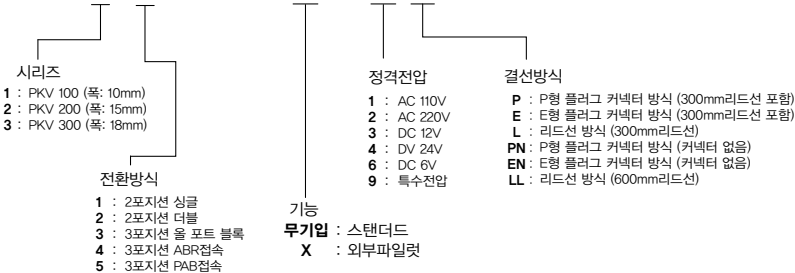 시리즈
1 : PKV 100 (폭: 10mm)
2 : PKV 200 (폭: 15mm)
3 : PKV 300 (폭: 18mm)
전환방식
1 : 2포지션 싱글
2 : 2포지션 더블
3 : 3포지션 올 포트 블록
4 : 3포지션 ABR접속
5 : 3포지션 PAB접속
기능
무기입 : 스탠더드
X : 외부파일럿
정격전압
1 : AC 110V
2 : AC 220V
3 : DC 12V
4 : DV 24V
6 : DC 6V
9 : 특수전압
결선방식
P : P형 플러그 커넥터 방식 (300mm리드선 포함)
E : E형 플러그 커넥터 방식 (300mm리드선 포함)
L : 리드선 방식 (300mm리드선)
PN : P형 플러그 커넥터 방식 (커넥터 없음)
EN : E형 플러그 커넥터 방식 (커넥터 없음)
LL : 리드선 방식 (600mm리드선)